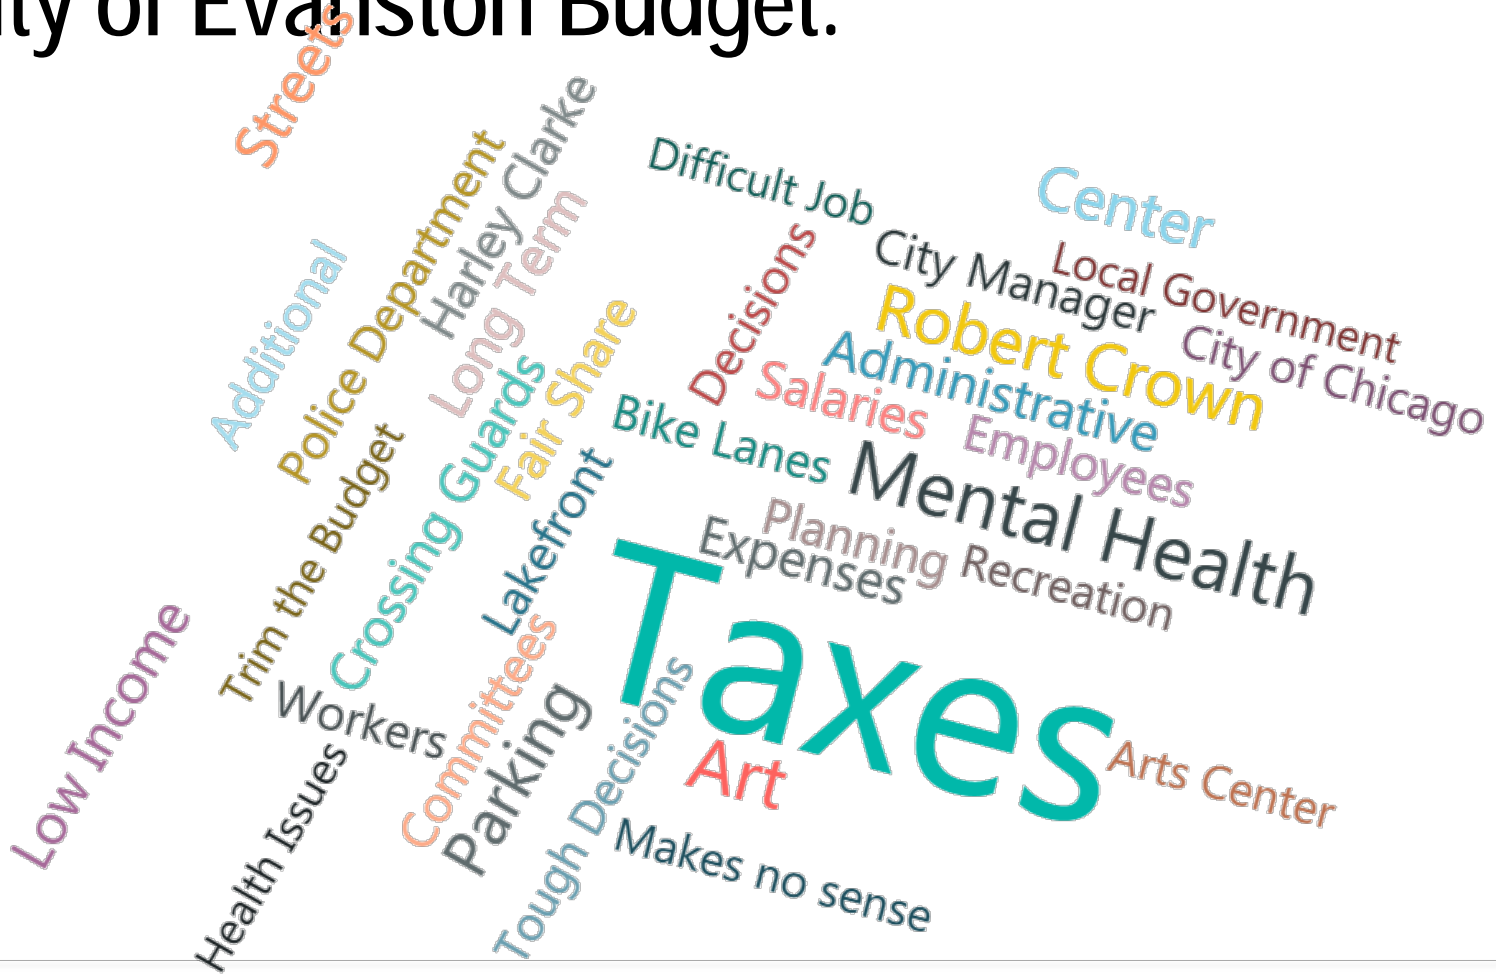 ity of Evanston Budget.
Streets
Harley Clarke
Police Department
Difficult Job
Center
Long Term
Decisions
City Manager
Local Government
Additional
Fair Share
Robert Crown
City of Chicago
Administrative
Salaries
Crossing Guards
Bike Lanes
Employees
Trim the Budget
Lakefront
Mental Health
Planning
Expenses
Recreation
Taxes
Low Income
Committees
Workers
Parking
Tough Decisions
Art
Arts Center
Health Issues
Makes no sense